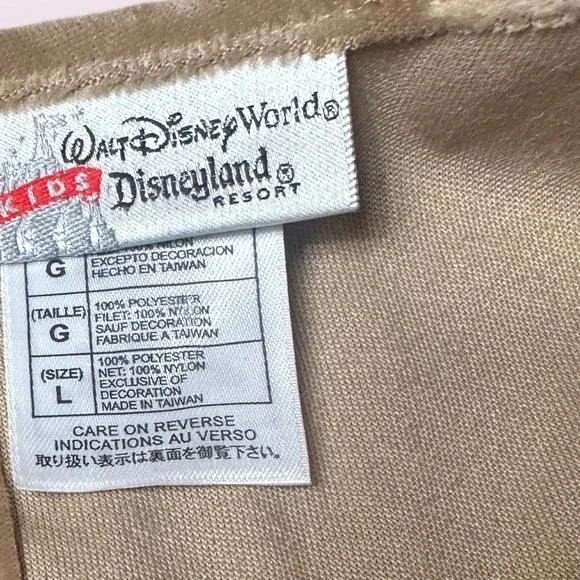 WALT DISNEY World®
KIDS
Disneyland®
RESORT
G
EXCEPTO DECORACION
HECHO EN TAIWAN
(TAILLE)
G
100% POLYESTER
FILET: 100% NYLON
SAUF DECORATION
FABRIQUE A TAIWAN
(SIZE)
L
100% POLYESTER
NET: 100% NYLON
EXCLUSIVE OF
DECORATION
MADE IN TAIWAN
CARE ON REVERSE
INDICATIONS AU VERSO
取り扱い表示は裏面を御覧下さい。